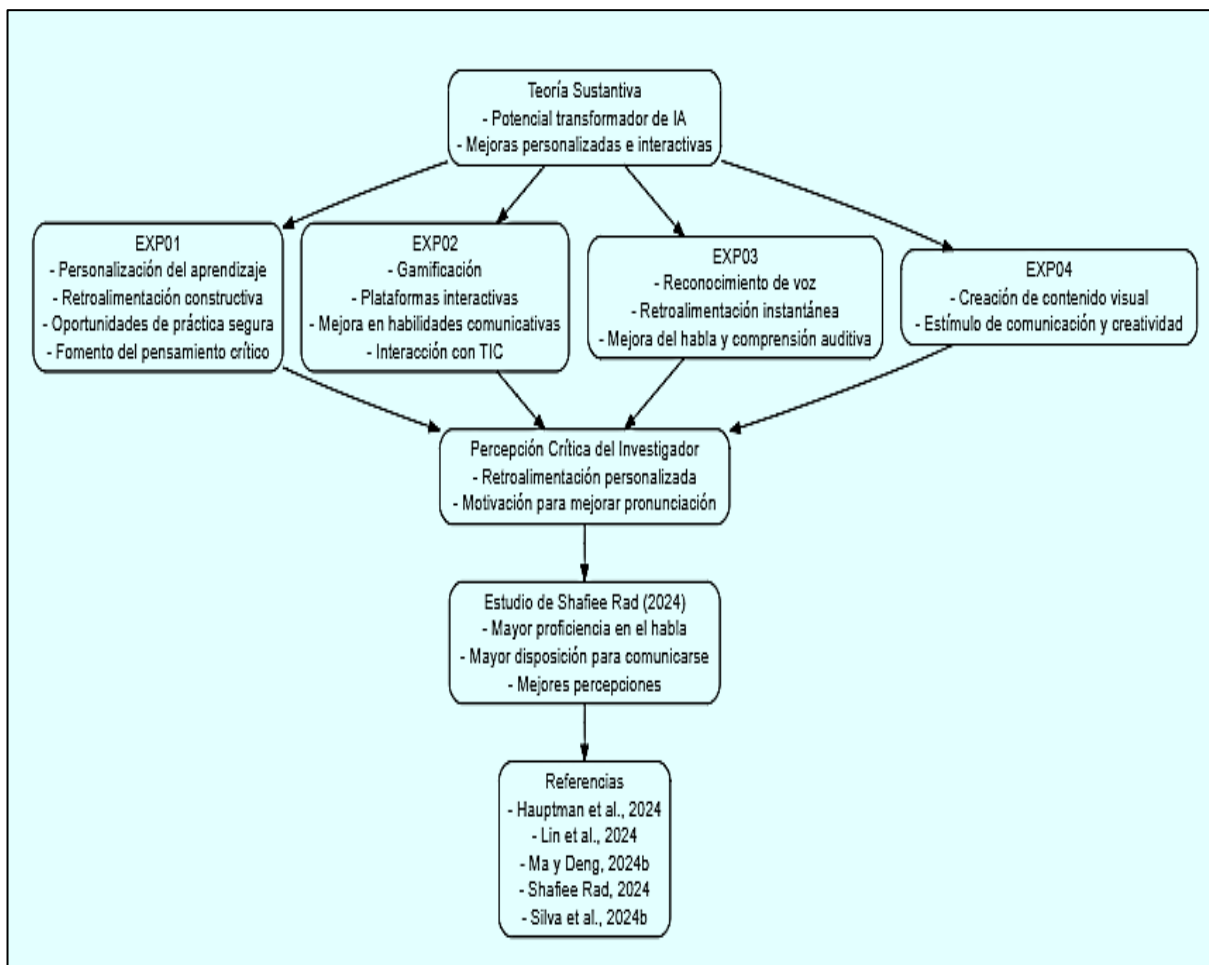 Teoría Sustantiva
- Potencial transformador de IA
- Mejoras personalizadas e interactivas
EXP01
- Personalización del aprendizaje
- Retroalimentación constructiva
- Oportunidades de práctica segura
- Fomento del pensamiento crítico
EXP02
- Gamificación
- Plataformas interactivas
- Mejora en habilidades comunicativas
- Interacción con TIC
EXP03
- Reconocimiento de voz
- Retroalimentación instantánea
- Mejora del habla y comprensión auditiva
EXP04
- Creación de contenido visual
- Estímulo de comunicación y creatividad
Percepción Crítica del Investigador
- Retroalimentación personalizada
- Motivación para mejorar pronunciación
Estudio de Shafiee Rad (2024)
- Mayor proficiencia en el habla
- Mayor disposición para comunicarse
- Mejores percepciones
Referencias
- Hauptman et al., 2024
- Lin et al., 2024
- Ma y Deng, 2024b
- Shafiee Rad, 2024
- Silva et al., 2024b